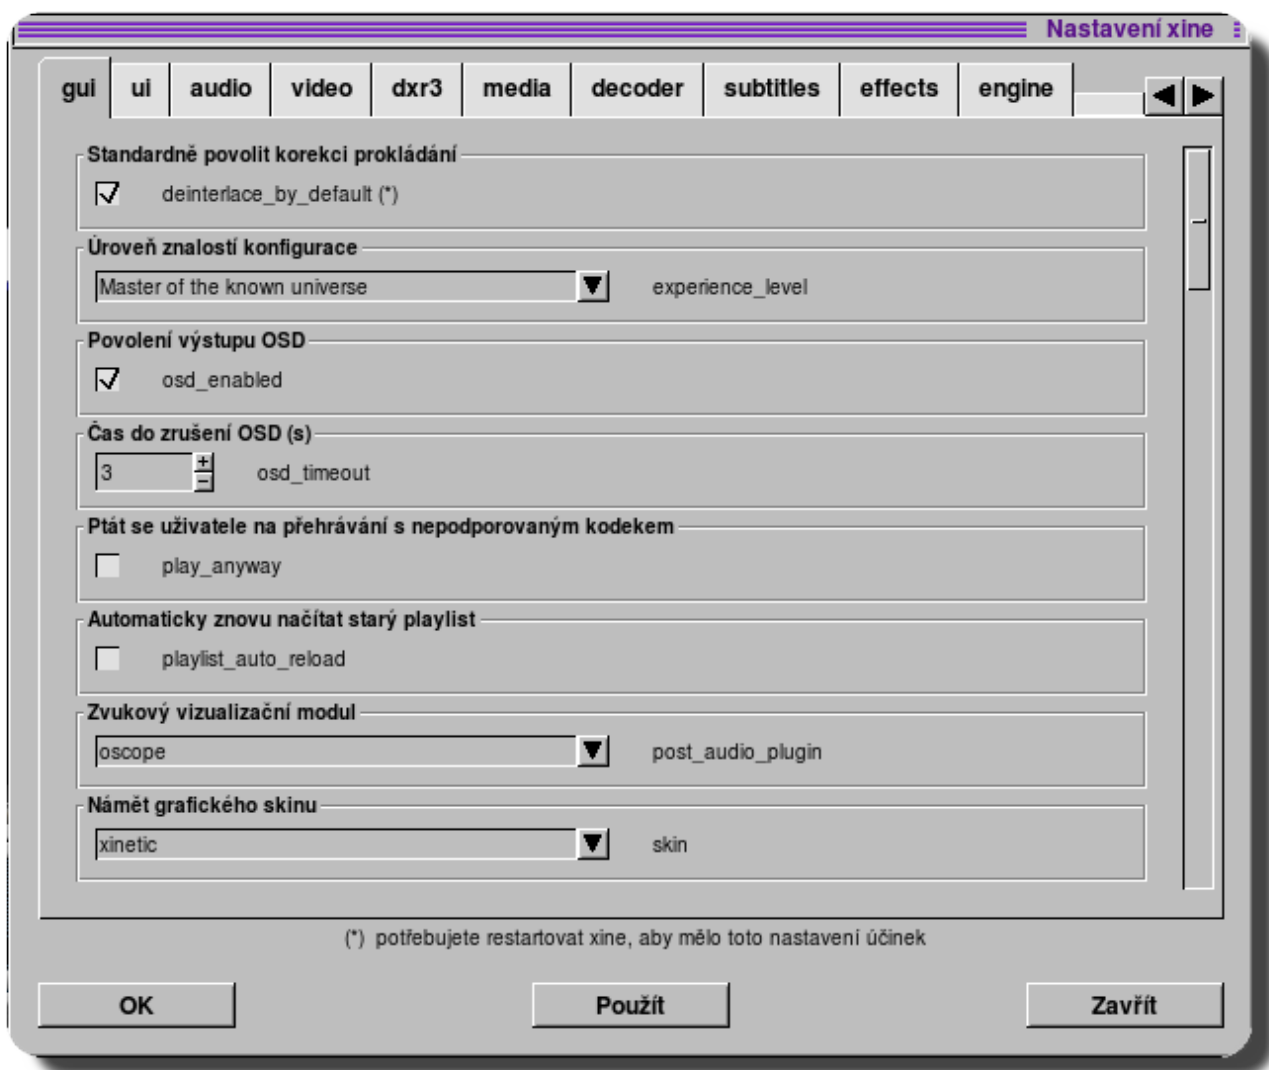 Nastavení xine
gui ui audio video dxr3 media decoder subtitles effects engine
Standardně povolit korekci prokládání
deinterlace_by_default (*)
Úroveň znalostí konfigurace
Master of the known universe experience_level
Povolení výstupu OSD
osd_enabled
Čas do zrušení OSD (s)
3 osd_timeout
Ptát se uživatele na přehrávání s nepodporovaným kodekem
play_anyway
Automaticky znovu načítat starý playlist
playlist_auto_reload
Zvukový vizualizační modul
oscope post_audio_plugin
Námět grafického skinu
xinetic skin
(*) potřebujete restartovat xine, aby mělo toto nastavení účinek
OK Použít Zavřít